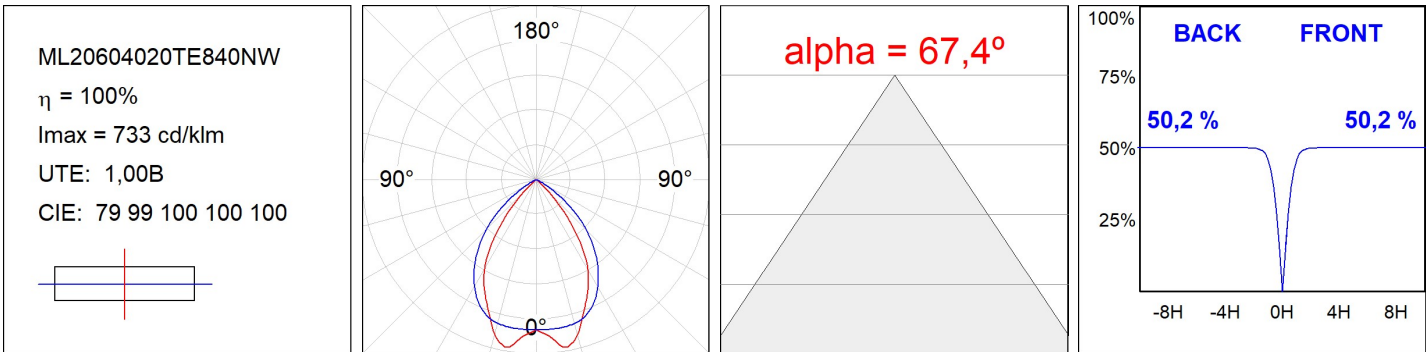 ML20604020TE840NW
η = 100%
Imax = 733 cd/klm
UTE: 1,00B
CIE: 79 99 100 100 100
180°
90° 90°
0°
alpha = 67,4º
100%
BACK FRONT
75%
50,2 % 50,2 %
50%
25%
-8H -4H 0H 4H 8H